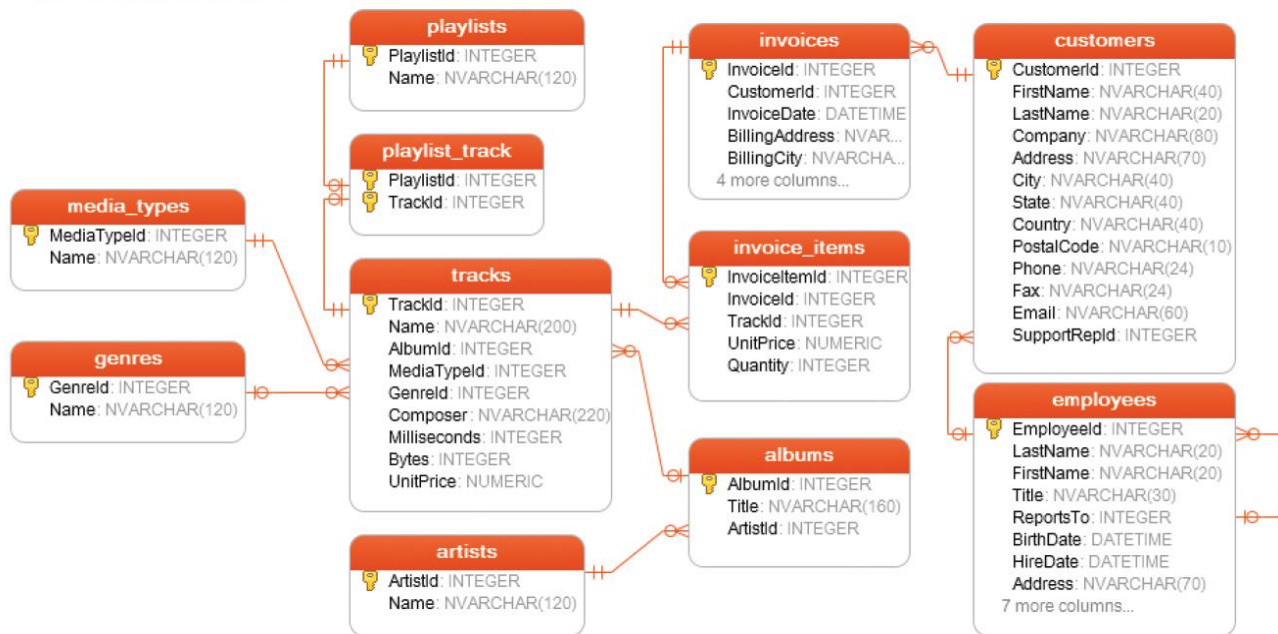 playlists
PlaylistId: INTEGER
Name: NVARCHAR(120)
playlist_track
PlaylistId: INTEGER
TrackId: INTEGER
media_types
MediaTypeId: INTEGER
Name: NVARCHAR(120)
genres
GenreId: INTEGER
Name: NVARCHAR(120)
tracks
TrackId: INTEGER
Name: NVARCHAR(200)
AlbumId: INTEGER
MediaTypeId: INTEGER
GenreId: INTEGER
Composer: NVARCHAR(220)
Milliseconds: INTEGER
Bytes: INTEGER
UnitPrice: NUMERIC
artists
ArtistId: INTEGER
Name: NVARCHAR(120)
invoices
InvoiceId: INTEGER
CustomerId: INTEGER
InvoiceDate: DATETIME
BillingAddress: NVAR...
BillingCity: NVARCHA...
4 more columns...
invoice_items
InvoiceItemId: INTEGER
InvoiceId: INTEGER
TrackId: INTEGER
UnitPrice: NUMERIC
Quantity: INTEGER
albums
AlbumId: INTEGER
Title: NVARCHAR(160)
ArtistId: INTEGER
customers
CustomerId: INTEGER
FirstName: NVARCHAR(40)
LastName: NVARCHAR(20)
Company: NVARCHAR(80)
Address: NVARCHAR(70)
City: NVARCHAR(40)
State: NVARCHAR(40)
Country: NVARCHAR(40)
PostalCode: NVARCHAR(10)
Phone: NVARCHAR(24)
Fax: NVARCHAR(24)
Email: NVARCHAR(60)
SupportRepId: INTEGER
employees
EmployeeId: INTEGER
LastName: NVARCHAR(20)
FirstName: NVARCHAR(20)
Title: NVARCHAR(30)
ReportsTo: INTEGER
BirthDate: DATETIME
HireDate: DATETIME
Address: NVARCHAR(70)
7 more columns...